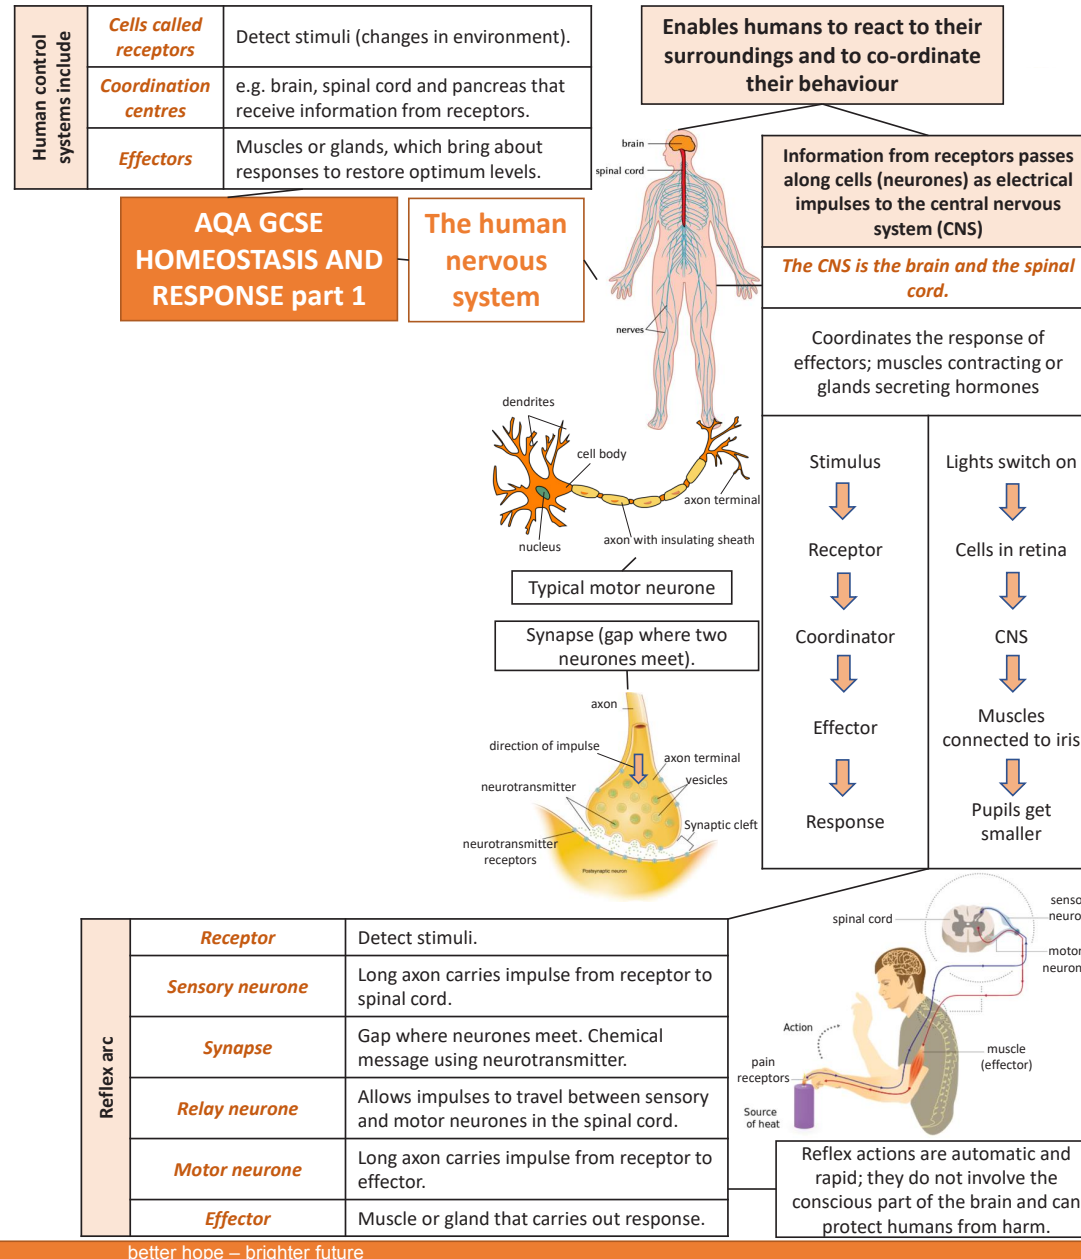 Human control
systems include
Cells called
receptors
Detect stimuli (changes in environment).
Coordination
centres
e.g. brain, spinal cord and pancreas that
receive information from receptors.
Effectors
Muscles or glands, which bring about
responses to restore optimum levels.
AQA GCSE
HOMEOSTASIS AND
RESPONSE part 1
The human
nervous
system
Enables humans to react to their
surroundings and to co-ordinate
their behaviour
brain
spinal cord
nerves
Information from receptors passes
along cells (neurones) as electrical
impulses to the central nervous
system (CNS)
The CNS is the brain and the spinal
cord.
Coordinates the response of
effectors; muscles contracting or
glands secreting hormones
Stimulus
Receptor
Coordinator
Effector
Response
Lights switch on
Cells in retina
CNS
Muscles
connected to iris
Pupils get
smaller
dendrites
cell body
axon terminal
nucleus
axon with insulating sheath
Typical motor neurone
Synapse (gap where two
neurones meet).
axon
direction of impulse
axon terminal
vesicles
neurotransmitter
Synaptic cleft
neurotransmitter
receptors
Postsynaptic neuron
Reflex arc
Receptor
Detect stimuli.
Sensory neurone
Long axon carries impulse from receptor to
spinal cord.
Synapse
Gap where neurones meet. Chemical
message using neurotransmitter.
Relay neurone
Allows impulses to travel between sensory
and motor neurones in the spinal cord.
Motor neurone
Long axon carries impulse from receptor to
effector.
Effector
Muscle or gland that carries out response.
spinal cord
senso
neuro
motor
neuron
Action
pain
receptors
muscle
(effector)
Source
of heat
Reflex actions are automatic and
rapid; they do not involve the
conscious part of the brain and can
protect humans from harm.
better hope – brighter future